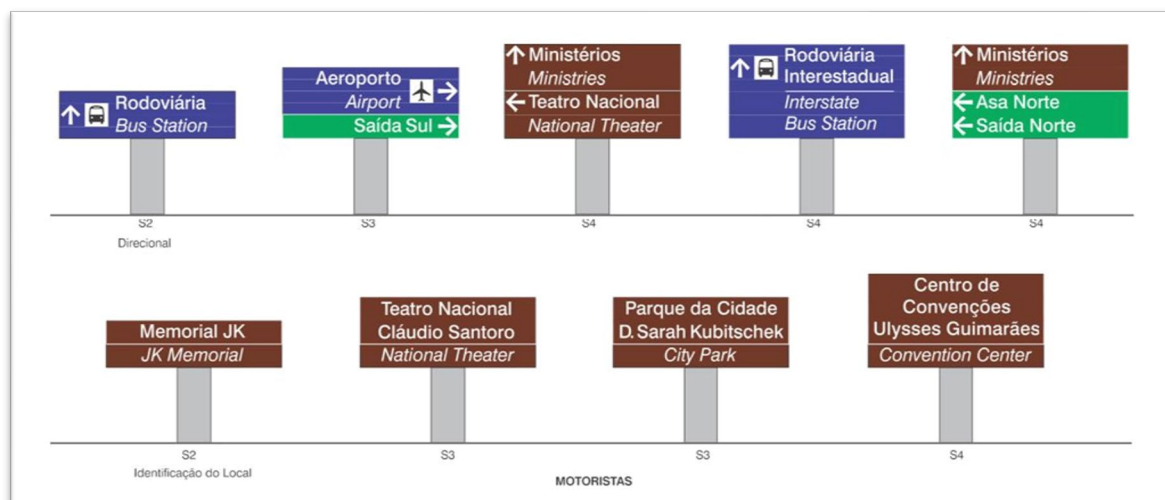 Rodoviária
Bus Station
Aeroporto
Airport
Saída Sul
Ministérios
Ministries
Teatro Nacional
National Theater
Rodoviária
Interestadual
Interstate
Bus Station
Ministérios
Ministries
Asa Norte
Saída Norte
S2
S3
S4
S4
S4
Direcional
Memorial JK
JK Memorial
Teatro Nacional
Cláudio Santoro
National Theater
Parque da Cidade
D. Sarah Kubitschek
City Park
Centro de
Convenções
Ulysses Guimarães
Convention Center
S2
S3
S3
S4
Identificação do Local
MOTORISTAS